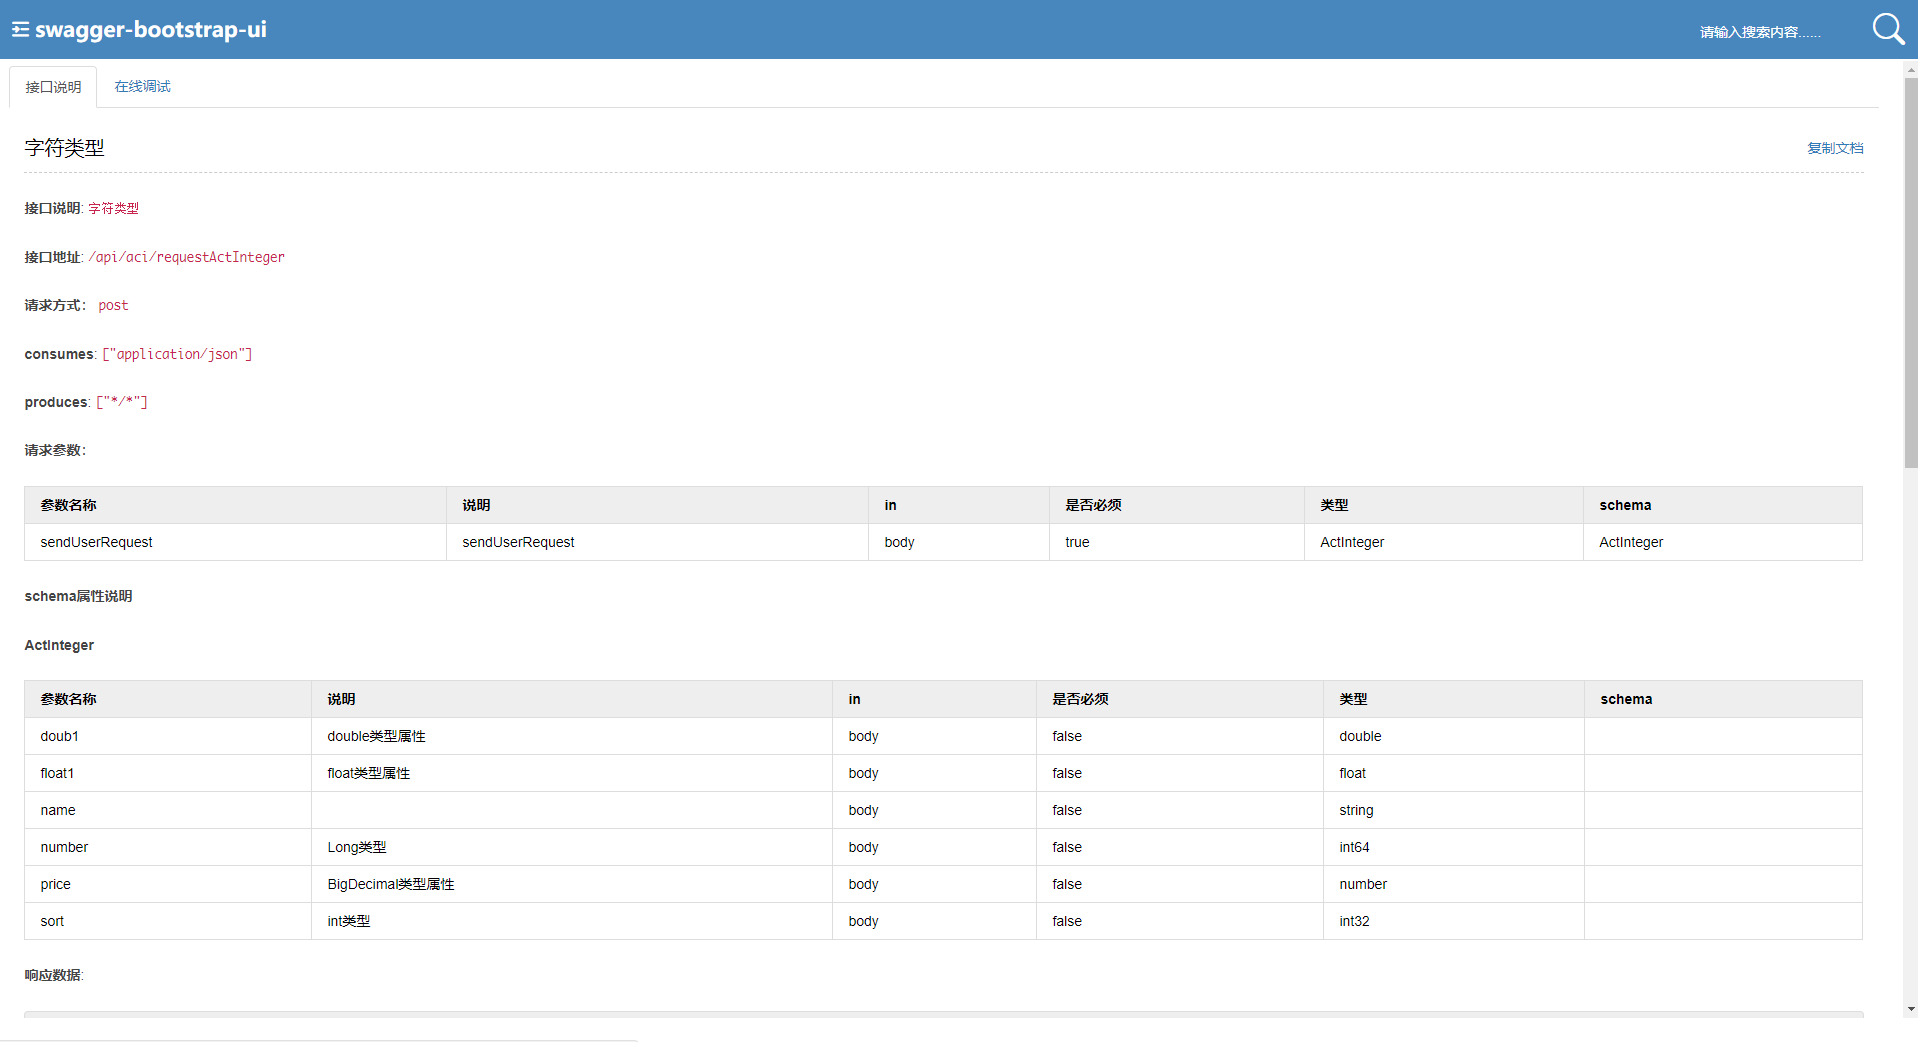 swagger-bootstrap-ui
请输入搜索内容......
接口说明 在线调试
字符类型 复制文档
接口说明: 字符类型
接口地址: /api/aci/requestActInteger
请求方式： post
consumes: ["application/json"]
produces: ["*/*"]
请求参数：
参数名称 说明 in 是否必须 类型 schema
sendUserRequest sendUserRequest body true ActInteger ActInteger
schema属性说明
ActInteger
参数名称 说明 in 是否必须 类型 schema
doub1 double类型属性 body false double
float1 float类型属性 body false float
name body false string
number Long类型 body false int64
price BigDecimal类型属性 body false number
sort int类型 body false int32
响应数据: